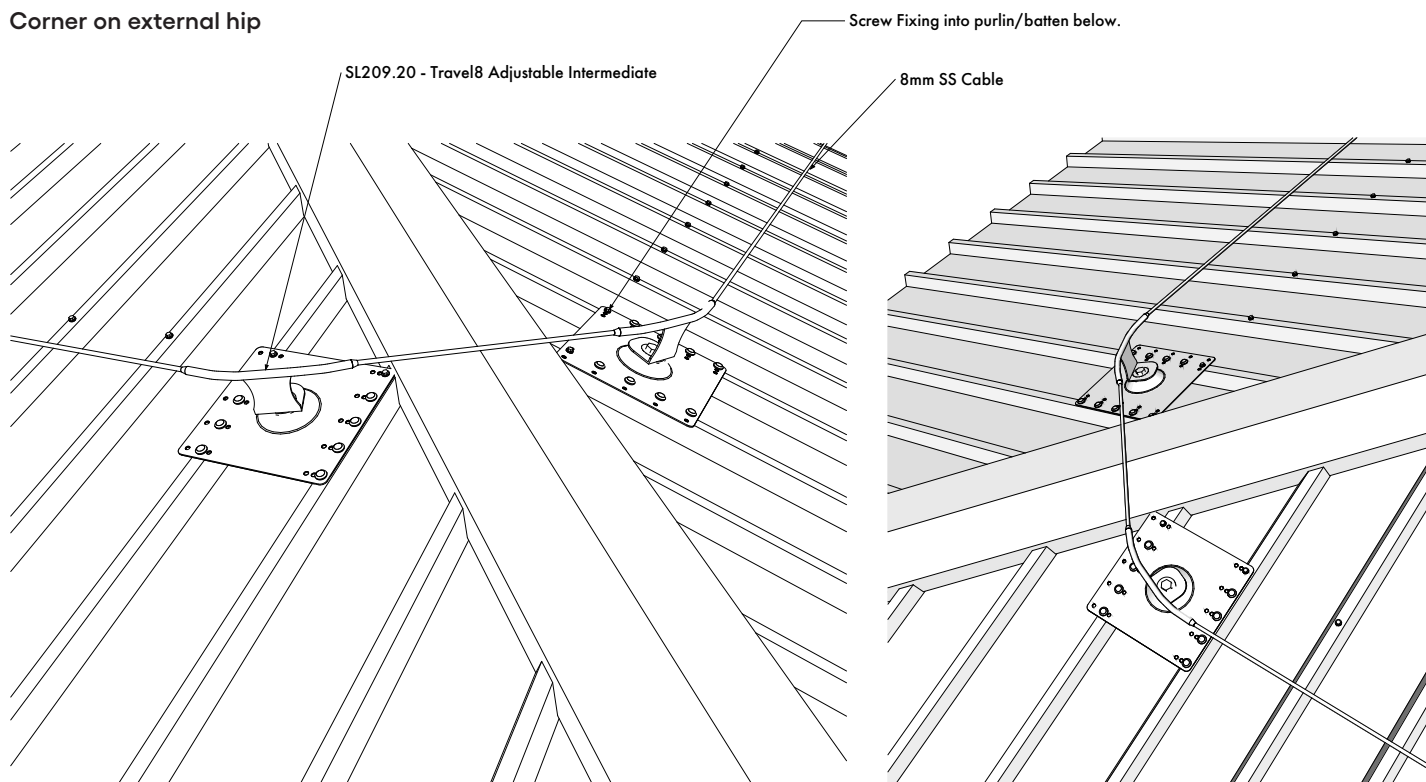 Corner on external hip
Screw Fixing into purlin/batten below.
SL209.20 - Travel8 Adjustable Intermediate
8mm SS Cable